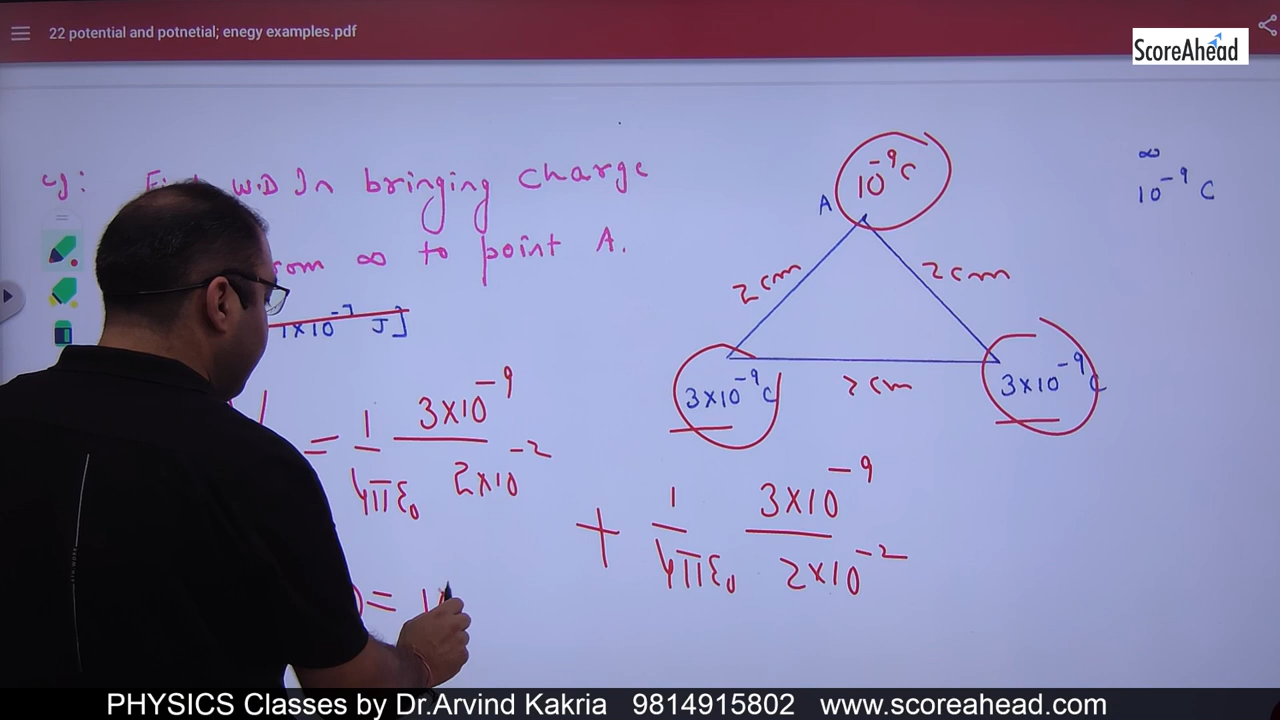 22 potential and potnetial; enegy examples.pdf
ScoreAhead
eg: W.D In bringing charge
∞ to point A.
1×10⁻⁷ J]
10⁻⁹ C
A
∞
10⁻⁹ C
2 cm
2 cm
3×10⁻⁹ C
2 cm
3×10⁻⁹ C
= 1/4πε₀ 3×10⁻⁹/2×10⁻²
+ 1/4πε₀ 3×10⁻⁹/2×10⁻²
=
PHYSICS Classes by Dr.Arvind Kakria 9814915802 www.scoreahead.com